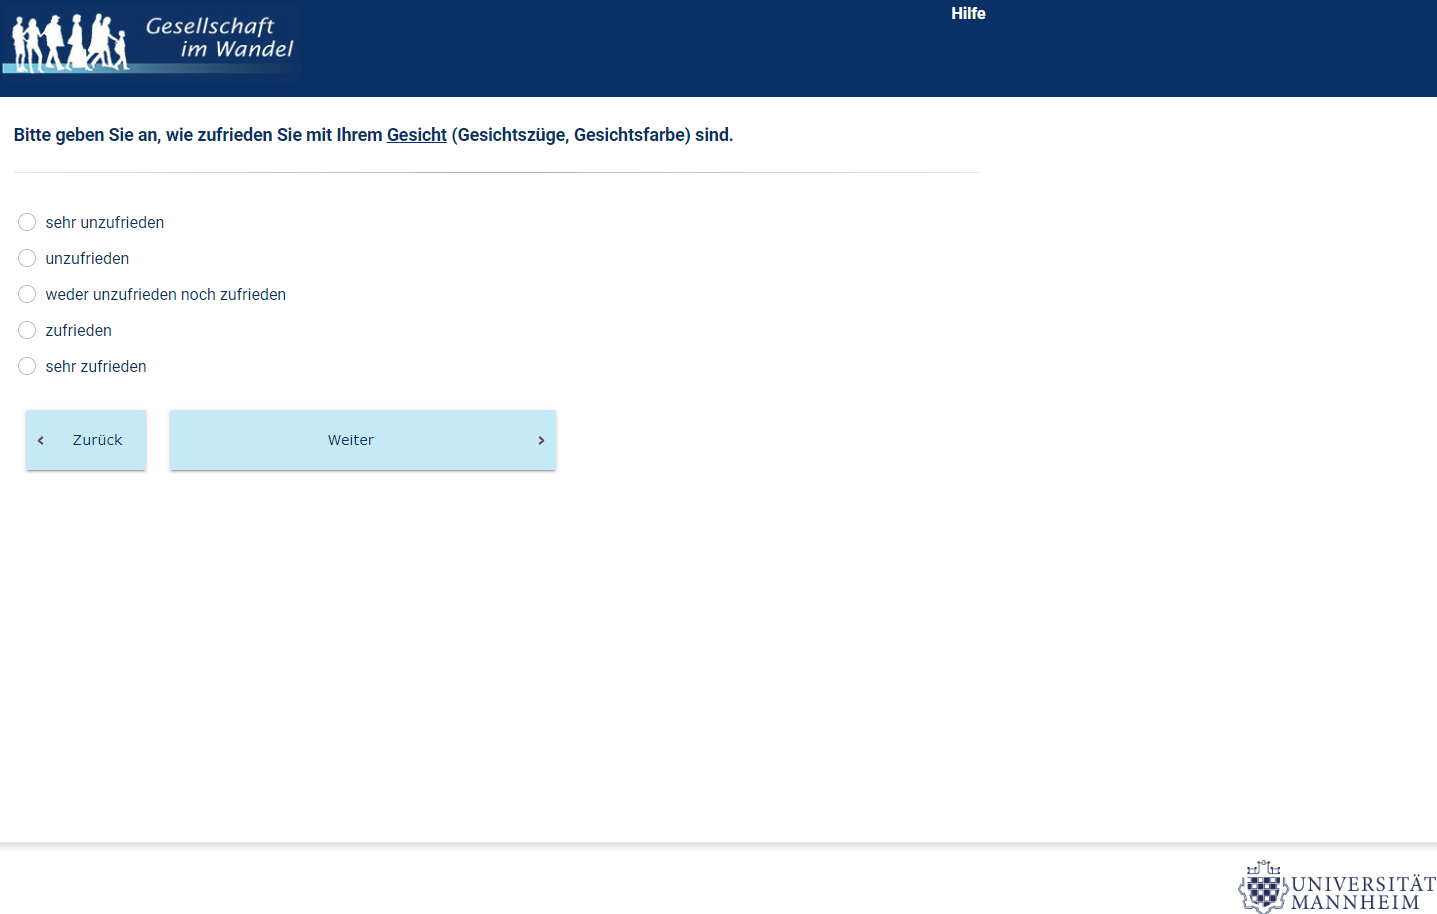 Gesellschaft
im Wandel
Hilfe
Bitte geben Sie an, wie zufrieden Sie mit Ihrem Gesicht (Gesichtszüge, Gesichtsfarbe) sind.
sehr unzufrieden
unzufrieden
weder unzufrieden noch zufrieden
zufrieden
sehr zufrieden
Zurück
Weiter
UNIVERSITÄT
MANNHEIM